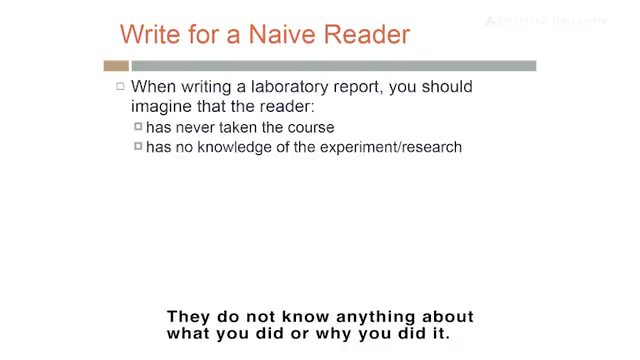 Write for a Naive Reader
When writing a laboratory report, you should
imagine that the reader:
has never taken the course
has no knowledge of the experiment/research
They do not know anything about
what you did or why you did it.